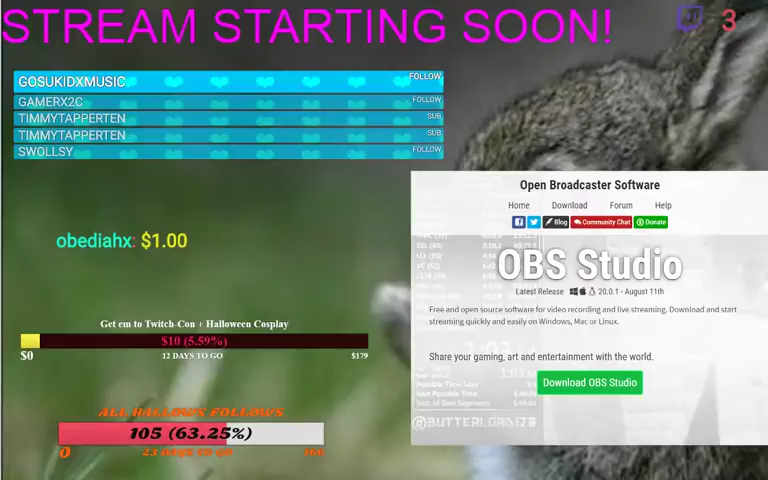 STREAM STARTING SOON!
3
GOSUKIDXMUSIC
FOLLOW
GAMERX2C
FOLLOW
TIMMYTAPPERTEN
SUB
TIMMYTAPPERTEN
SUB
SWOLLSY
FOLLOW
obediahx: $1.00
Get em to Twitch-Con + Halloween Cosplay
$10 (5.59%)
$0
12 DAYS TO GO
$179
ALL HALLOWS FOLLOWS
105 (63.25%)
0
23 DAYS TO GO
166
Open Broadcaster Software
Home Download Forum Help
Blog Community Chat Donate
OBS Studio
Latest Release 20.0.1 - August 11th
Free and open source software for video recording and live streaming. Download and start
streaming quickly and easily on Windows, Mac or Linux.
Share your gaming, art and entertainment with the world.
Download OBS Studio